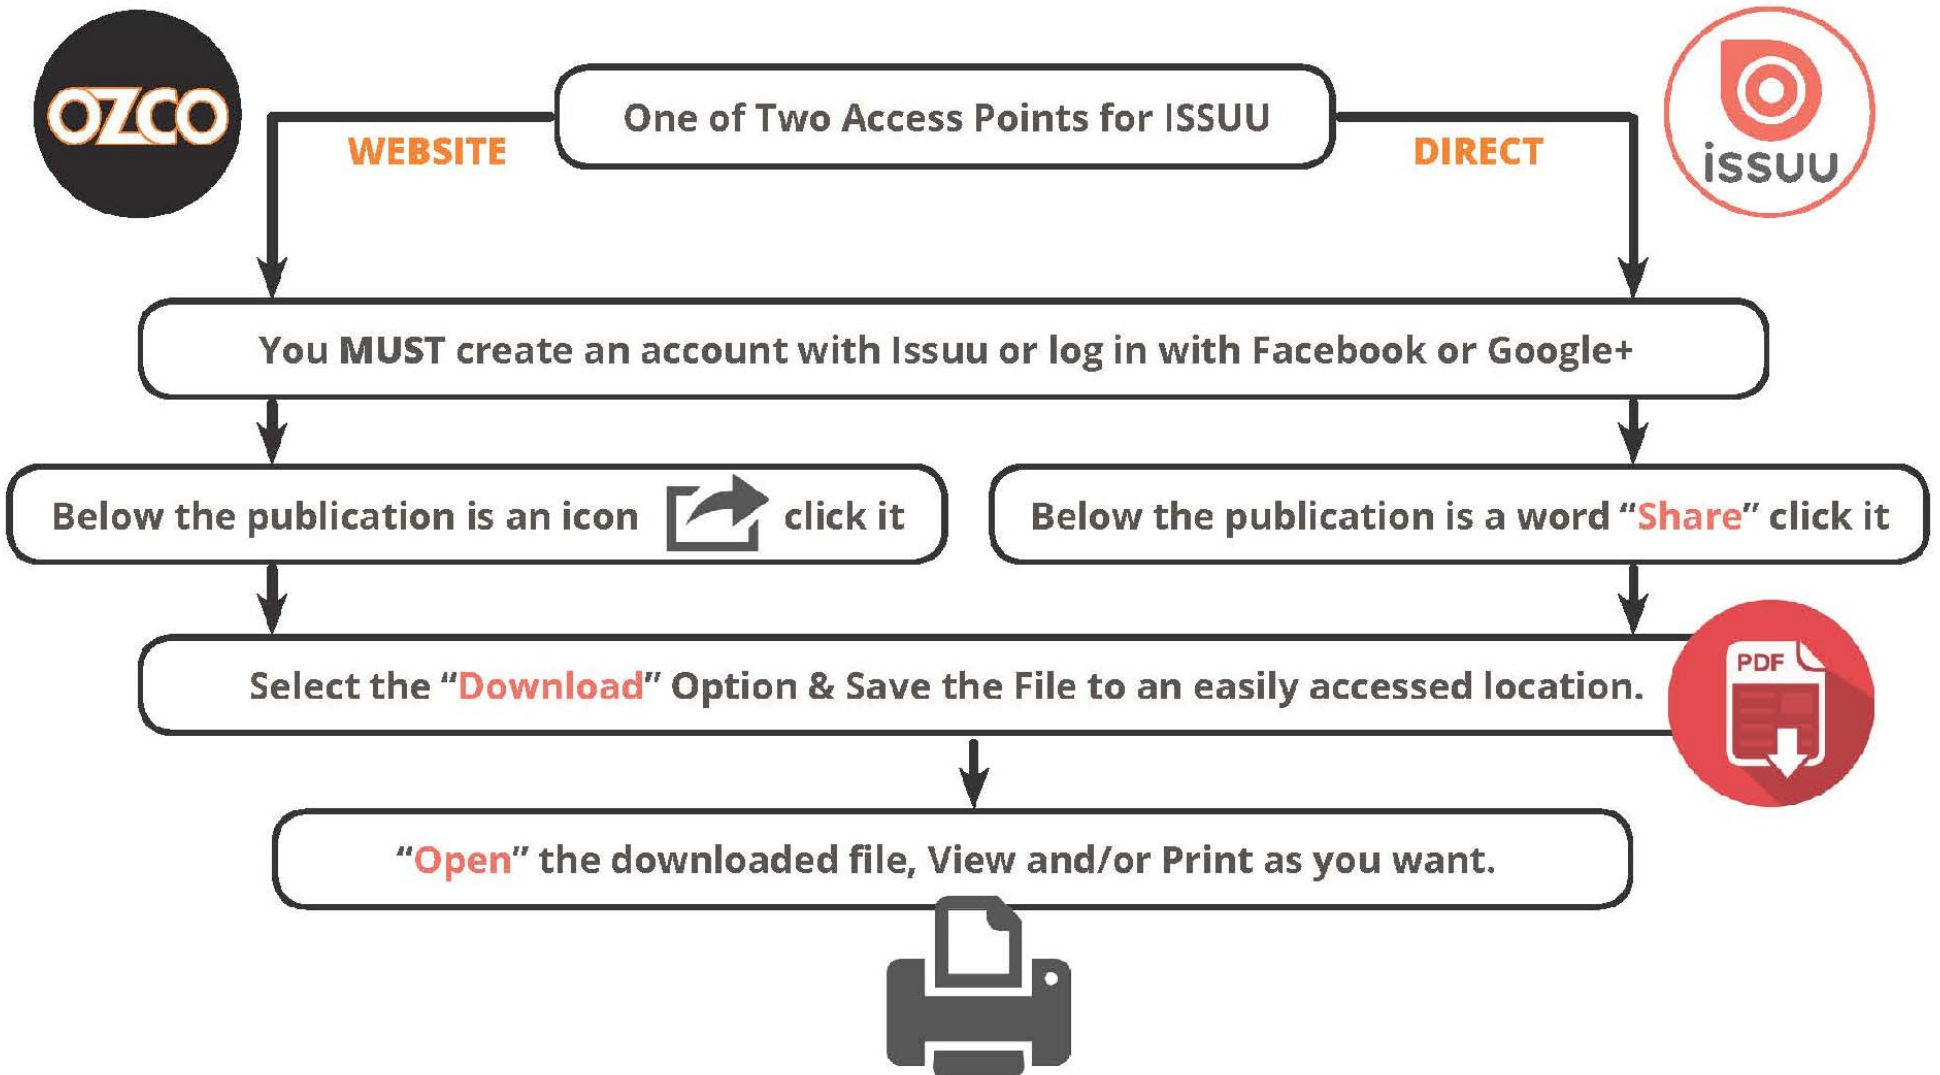 OZCO
One of Two Access Points for ISSUU
issuu
WEBSITE
DIRECT
You MUST create an account with Issuu or log in with Facebook or Google+
Below the publication is an icon click it
Below the publication is a word “Share” click it
Select the “Download” Option & Save the File to an easily accessed location.
PDF
“Open” the downloaded file, View and/or Print as you want.